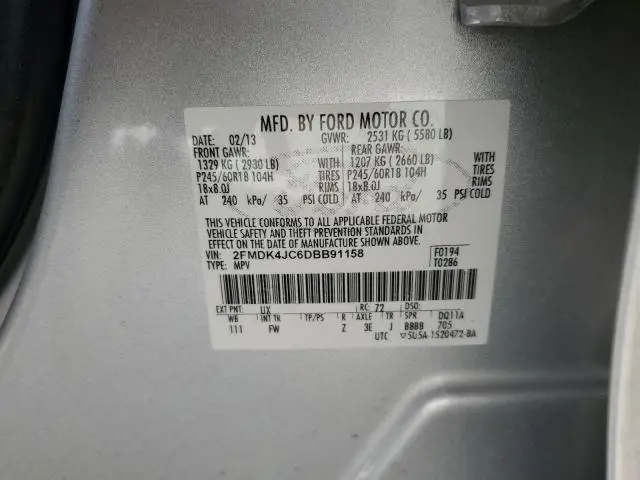 MFD. BY FORD MOTOR CO.
DATE: 02/13 GVWR: 2531 KG ( 5580 LB)
FRONT GAWR: REAR GAWR:
1329 KG ( 2930 LB) WITH 1207 KG ( 2660 LB) WITH
P245/60R18 104H TIRES P245/60R18 104H TIRES
18x8.0J RIMS 18x8.0J RIMS
AT 240 kPa/ 35 PSI COLD AT 240 kPa/ 35 PSI COLD
THIS VEHICLE CONFORMS TO ALL APPLICABLE FEDERAL MOTOR
VEHICLE SAFETY AND THEFT PREVENTION STANDARDS IN
EFFECT ON THE DATE OF MANUFACTURE SHOWN ABOVE.
VIN: 2FMDK4JC6DBB91158 F0194
TYPE: MPV T0286
EXT PNT: UX RC: 72 DSO:
WB INT TR TP/PS R AXLE TR SPR DQ11A
111 FW Z 3E J BBBB 705
UTC 5U5A-1520472-BA